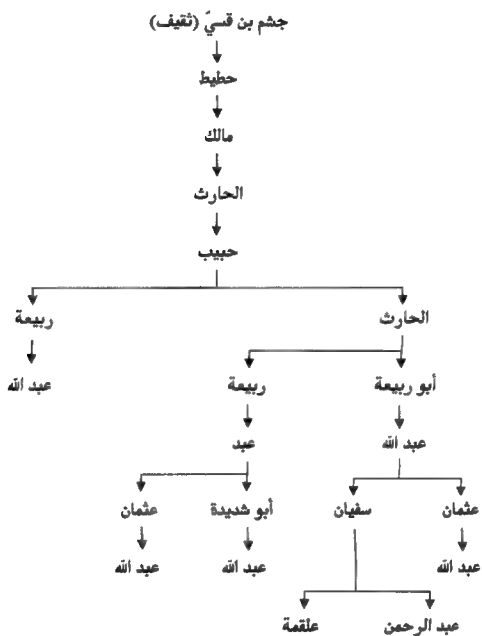 جشم بن قسيّ (ثقيف)
حطيط
مالك
الحارث
حبيب
الحارث ربيعة
أبو ربيعة ربيعة عبد الله
عبد الله عبد
عثمان سفيان أبو شديدة عثمان
عبد الله عبد الله عبد الله
عبد الرحمن علقمة